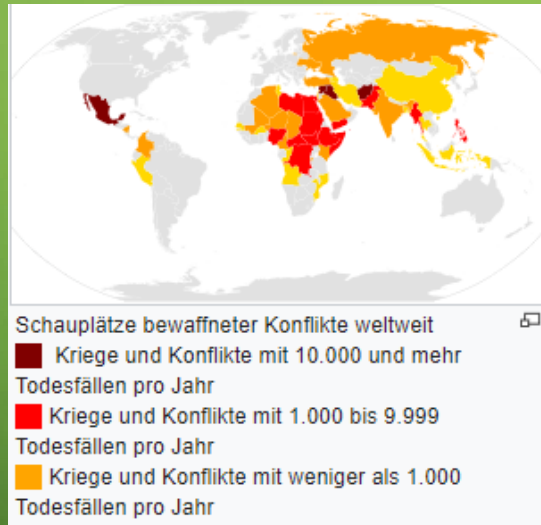 Schauplätze bewaffneter Konflikte weltweit
Kriege und Konflikte mit 10.000 und mehr
Todesfällen pro Jahr
Kriege und Konflikte mit 1.000 bis 9.999
Todesfällen pro Jahr
Kriege und Konflikte mit weniger als 1.000
Todesfällen pro Jahr